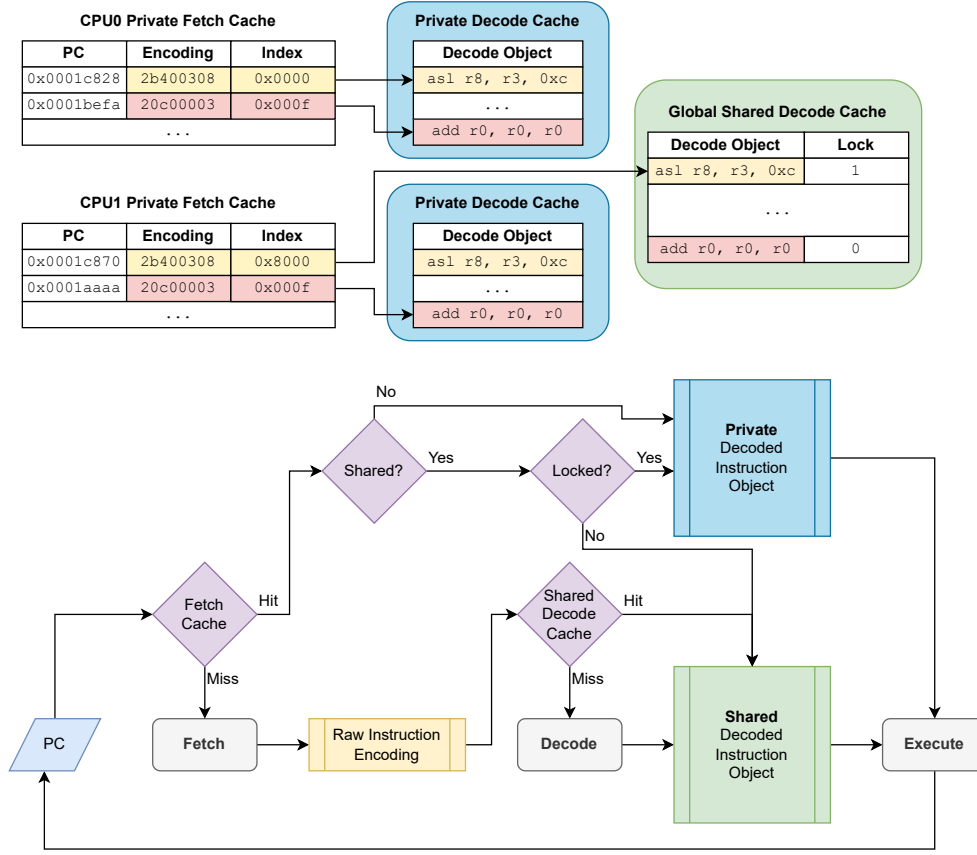 CPU0 Private Fetch Cache
PC Encoding Index
0x0001c828 2b400308 0x0000
0x0001befa 20c00003 0x000f
...
Private Decode Cache
Decode Object
asl r8, r3, 0xc
...
add r0, r0, r0
Global Shared Decode Cache
Decode Object Lock
asl r8, r3, 0xc 1
...
add r0, r0, r0 0
CPU1 Private Fetch Cache
PC Encoding Index
0x0001c870 2b400308 0x8000
0x0001aaaa 20c00003 0x000f
...
Private Decode Cache
Decode Object
asl r8, r3, 0xc
...
add r0, r0, r0
No
Shared?
Yes
Locked?
Yes
No
Private
Decoded
Instruction
Object
Fetch
Cache
Hit
Miss
Shared
Decode
Cache
Hit
Miss
PC
Fetch
Raw Instruction
Encoding
Decode
Shared
Decoded
Instruction
Object
Execute